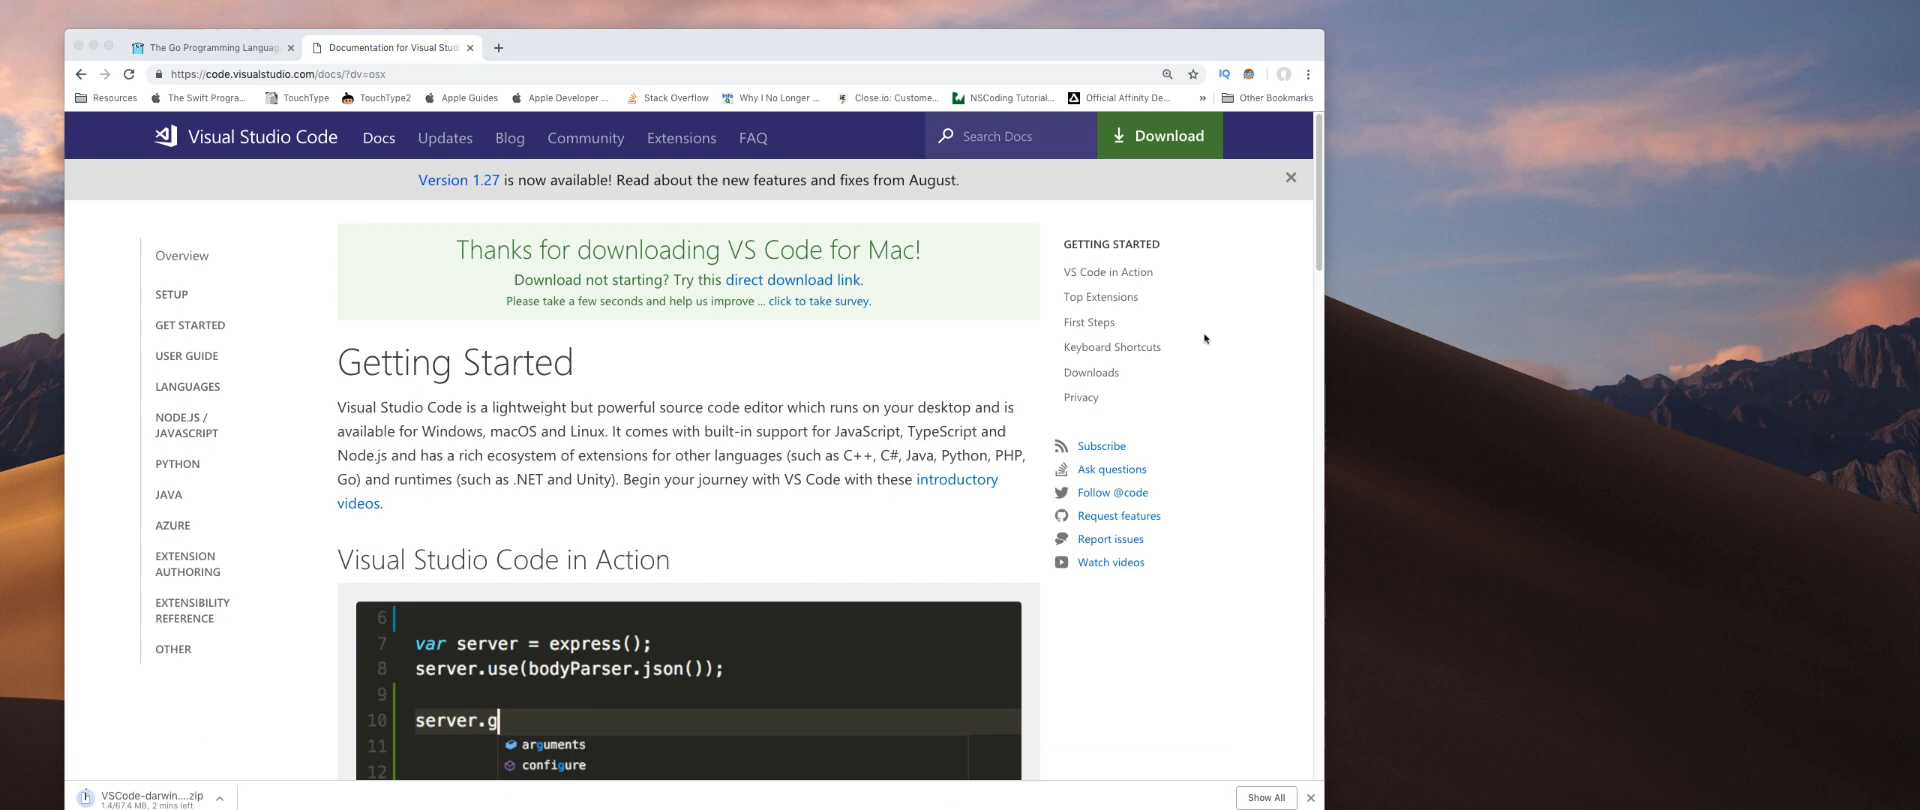 The Go Programming Langua
Documentation for Visual Stud
https://code.visualstudio.com/docs/?dv=osx
IQ
Resources
The Swift Progra...
TouchType
TouchType2
Apple Guides
Apple Developer ...
Stack Overflow
Why I No Longer ...
Close.io: Custome...
NSCoding Tutorial...
Official Affinity De...
»
Other Bookmarks
Visual Studio Code
Docs
Updates
Blog
Community
Extensions
FAQ
Search Docs
Download
Version 1.27 is now available! Read about the new features and fixes from August.
Overview
SETUP
GET STARTED
USER GUIDE
LANGUAGES
NODE.JS /
JAVASCRIPT
PYTHON
JAVA
AZURE
EXTENSION
AUTHORING
EXTENSIBILITY
REFERENCE
OTHER
Thanks for downloading VS Code for Mac!
Download not starting? Try this direct download link.
Please take a few seconds and help us improve ... click to take survey.
Getting Started
Visual Studio Code is a lightweight but powerful source code editor which runs on your desktop and is
available for Windows, macOS and Linux. It comes with built-in support for JavaScript, TypeScript and
Node.js and has a rich ecosystem of extensions for other languages (such as C++, C#, Java, Python, PHP,
Go) and runtimes (such as .NET and Unity). Begin your journey with VS Code with these introductory
videos.
Visual Studio Code in Action
6
7 var server = express();
8 server.use(bodyParser.json());
9
10 server.g
11 arguments
configure
12
GETTING STARTED
VS Code in Action
Top Extensions
First Steps
Keyboard Shortcuts
Downloads
Privacy
Subscribe
Ask questions
Follow @code
Request features
Report issues
Watch videos
VSCode-darwin....zip
1.4/67.4 MB, 2 mins left
Show All